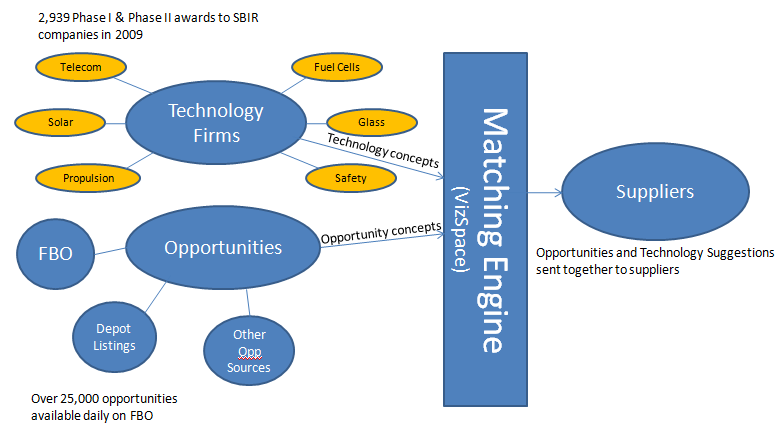 2,939 Phase I & Phase II awards to SBIR
companies in 2009
Telecom
Fuel Cells
Technology
Firms
Solar
Glass
Propulsion
Safety
Technology concepts
FBO
Opportunities
Opportunity concepts
Depot
Listings
Other
Opp
Sources
Over 25,000 opportunities
available daily on FBO
Matching Engine
(VizSpace)
Suppliers
Opportunities and Technology Suggestions
sent together to suppliers